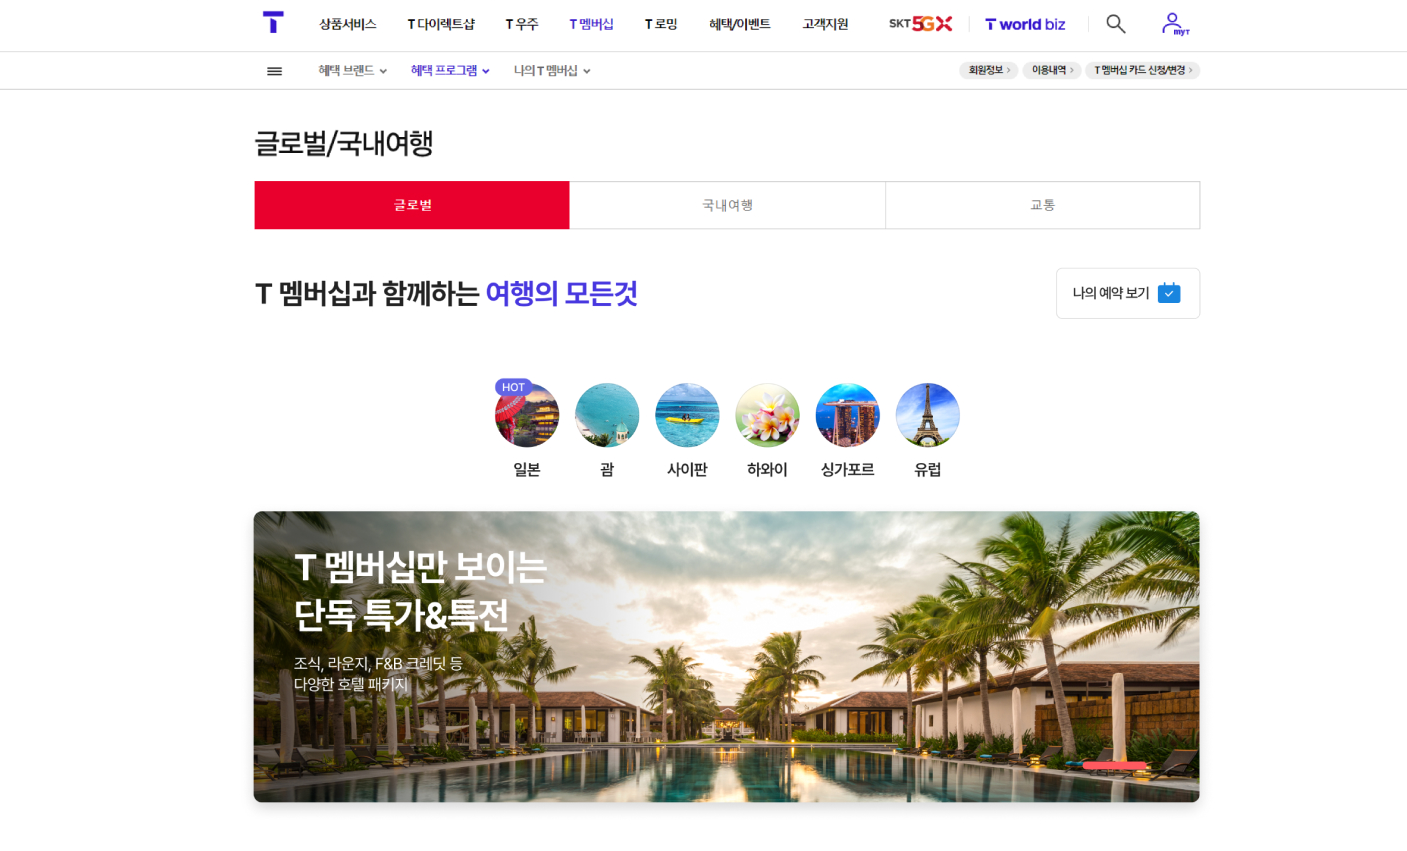 T 상품서비스 T 다이렉트샵 T 우주 T 멤버십 T 로밍 혜택/이벤트 고객지원 SKT 5GX T world biz myT
혜택 브랜드 혜택 프로그램 나의 T 멤버십 회원정보 이용내역 T 멤버십 카드 신청/변경
글로벌/국내여행
글로벌 국내여행 교통
T 멤버십과 함께하는 여행의 모든것 나의 예약 보기
HOT
일본 괌 사이판 하와이 싱가포르 유럽
T 멤버십만 보이는
단독 특가&특전
조식, 라운지, F&B 크레딧 등
다양한 호텔 패키지